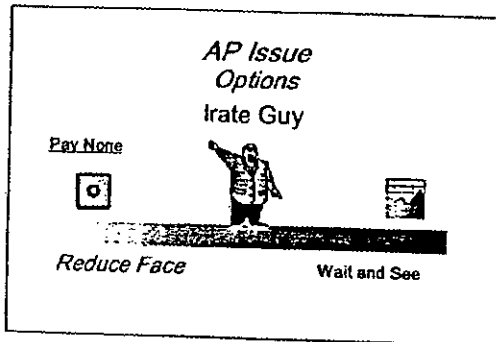 AP Issue
Options
Irate Guy
Pay None
Reduce Face
Wait and See